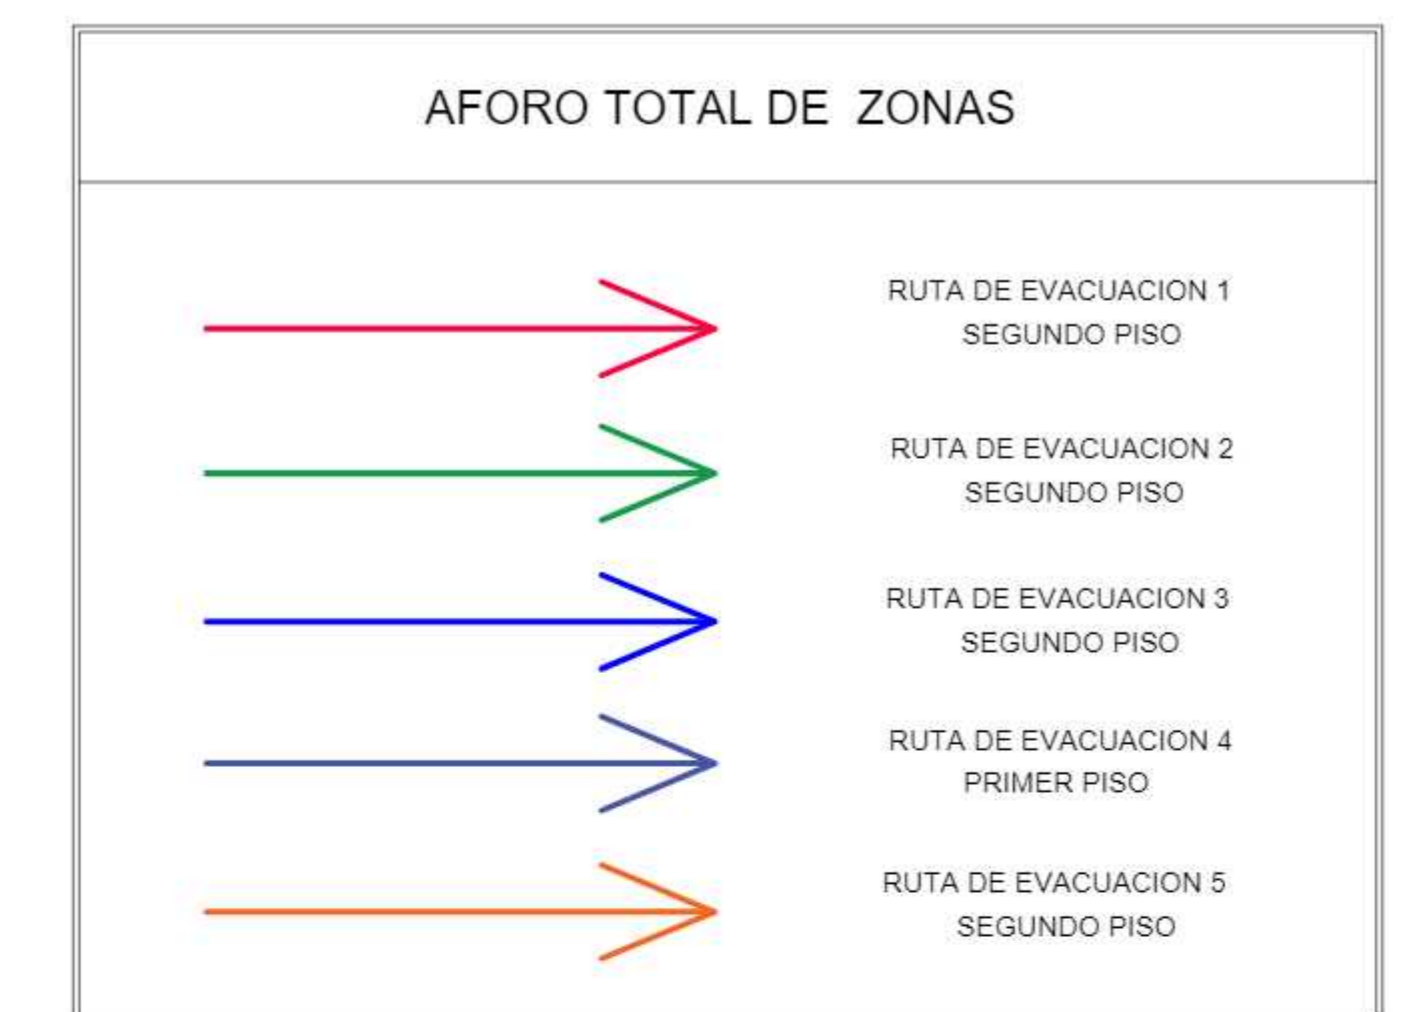 AFORO TOTAL DE ZONAS
RUTA DE EVACUACION 1
SEGUNDO PISO
RUTA DE EVACUACION 2
SEGUNDO PISO
RUTA DE EVACUACION 3
SEGUNDO PISO
RUTA DE EVACUACION 4
PRIMER PISO
RUTA DE EVACUACION 5
SEGUNDO PISO